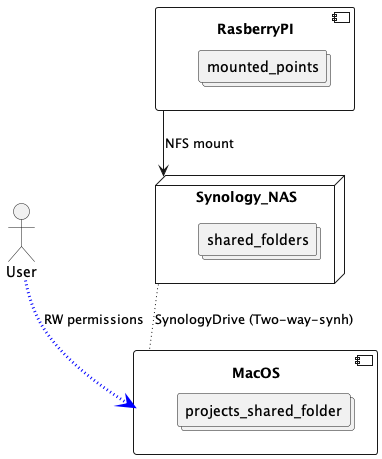 RasberryPI
mounted_points
NFS mount
Synology_NAS
shared_folders
User
RW permissions
SynologyDrive (Two-way-synh)
MacOS
projects_shared_folder